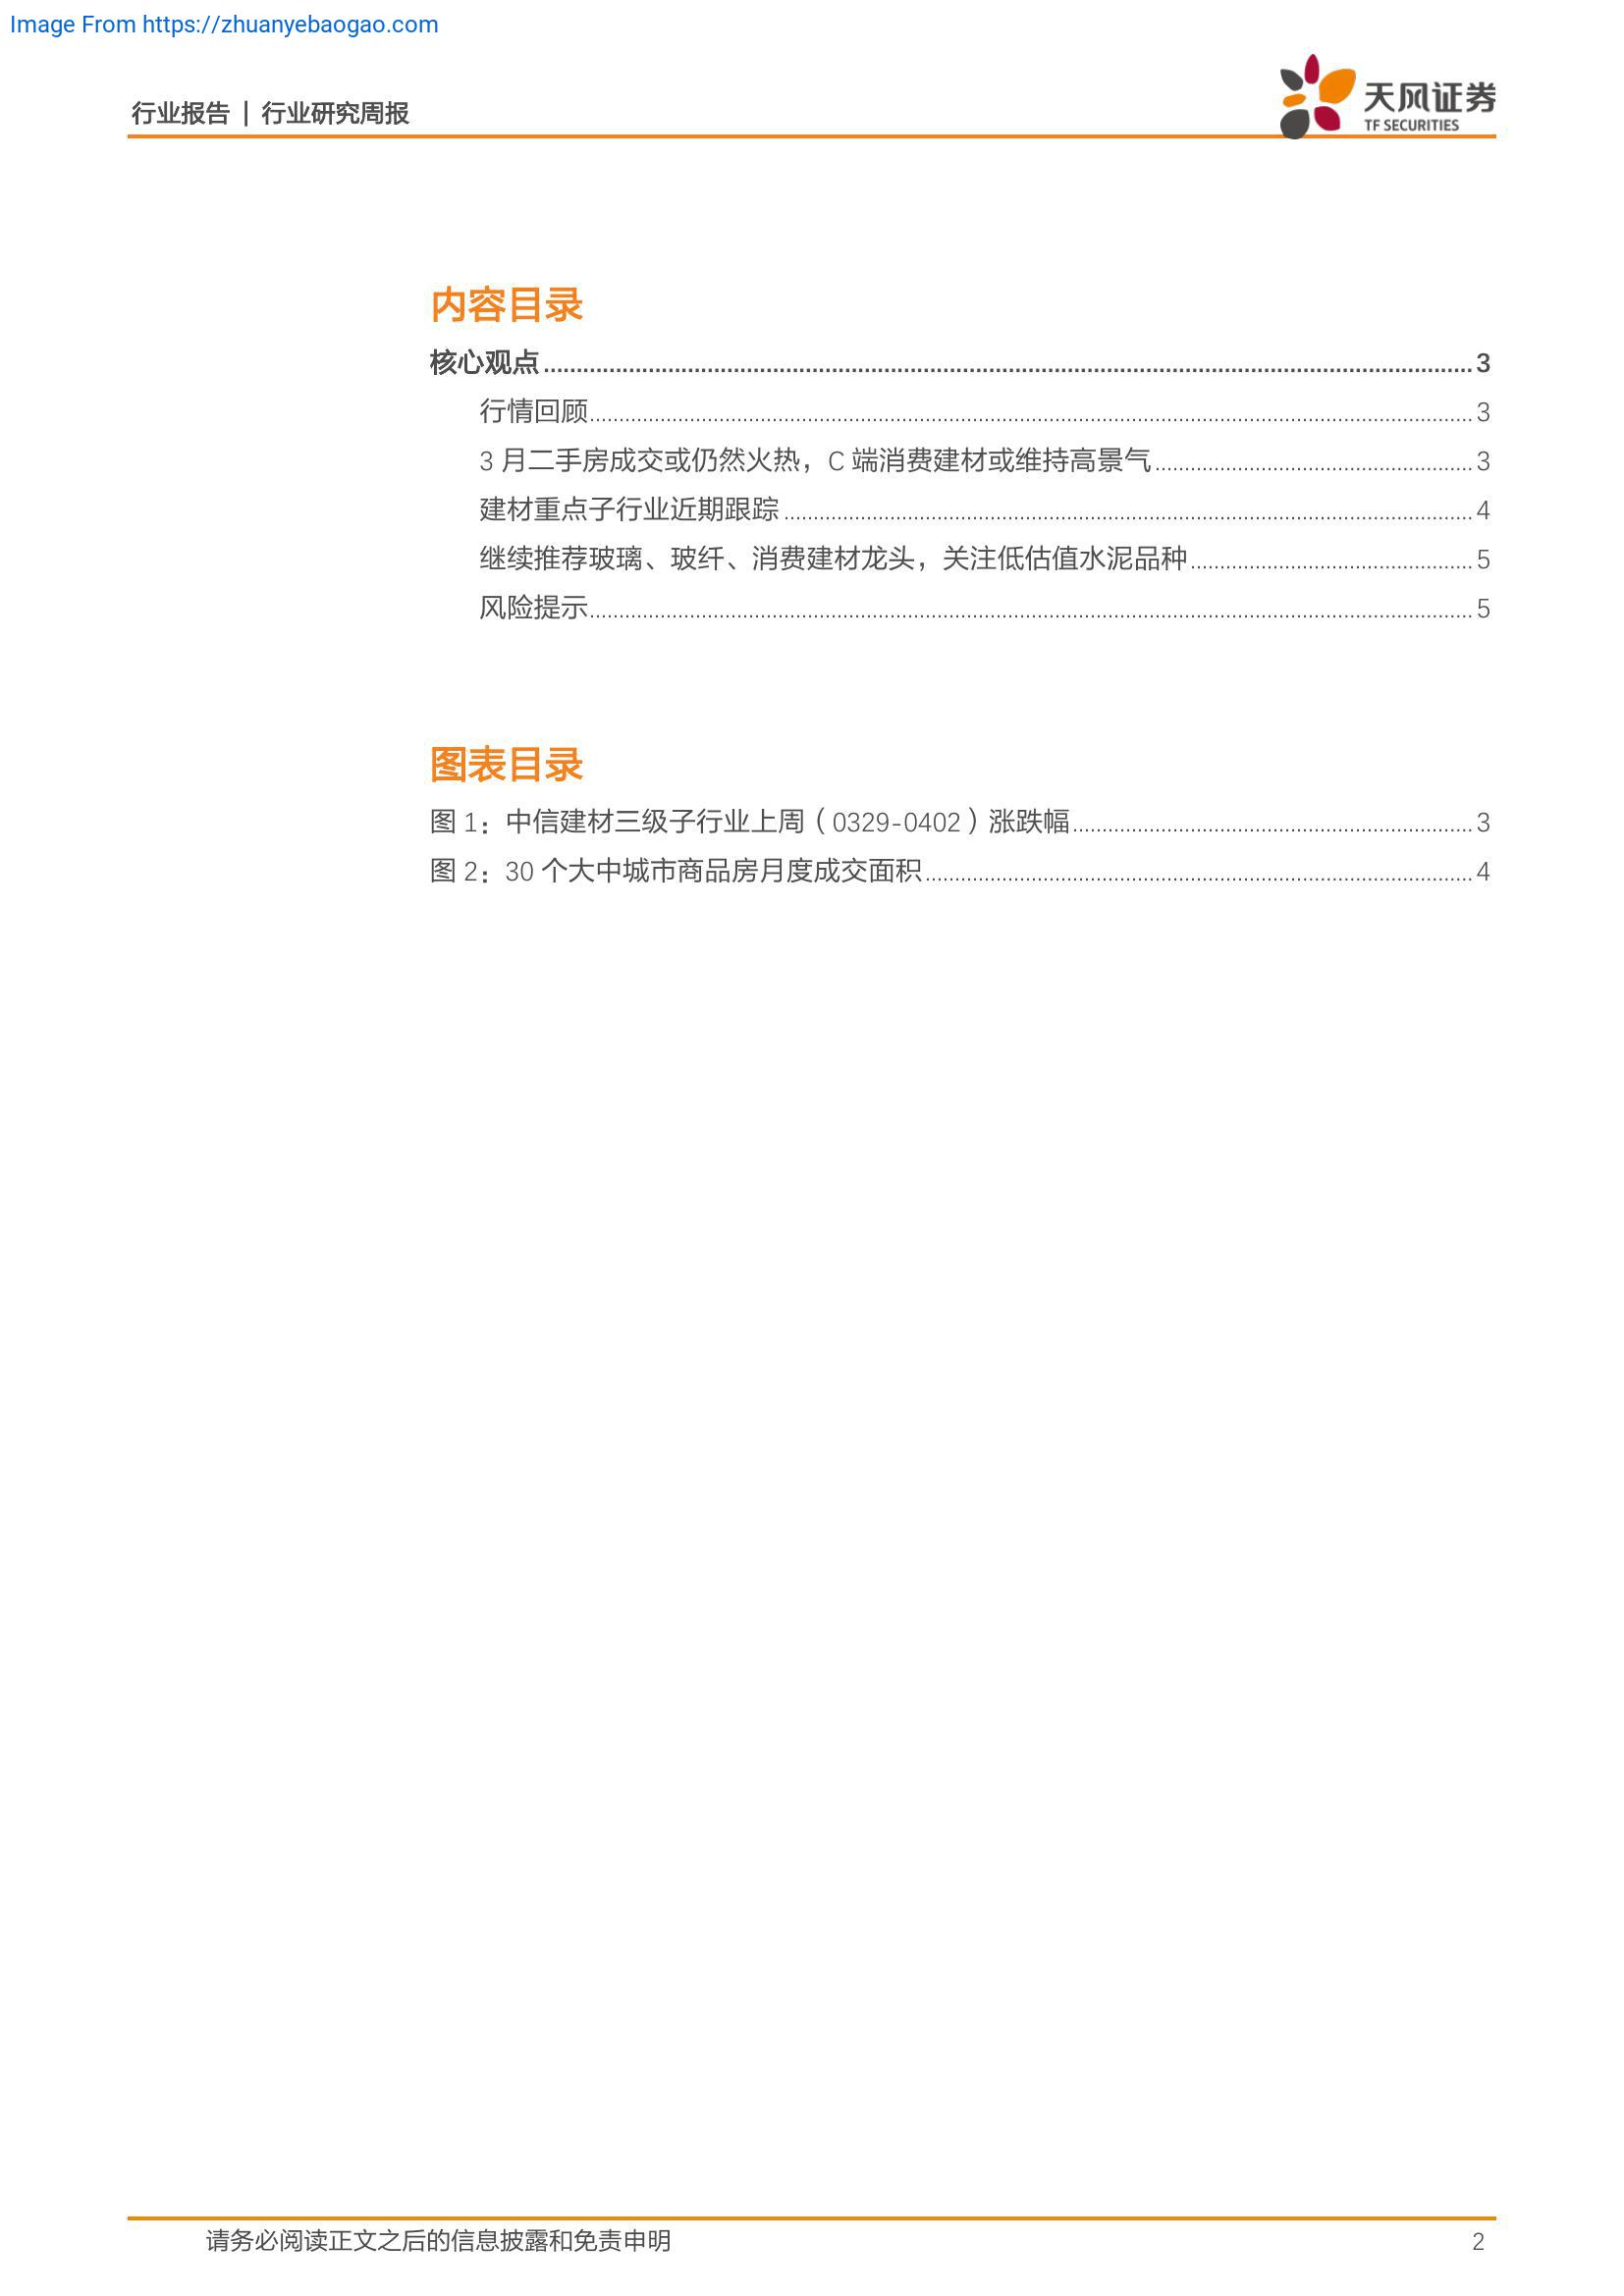 Image From https://zhuanyebaogao.com
行业报告 | 行业研究周报
天风证券
TF SECURITIES
内容目录
核心观点 3
行情回顾 3
3 月二手房成交或仍然火热，C 端消费建材或维持高景气 3
建材重点子行业近期跟踪 4
继续推荐玻璃、玻纤、消费建材龙头，关注低估值水泥品种 5
风险提示 5
图表目录
图 1：中信建材三级子行业上周（0329-0402）涨跌幅 3
图 2：30 个大中城市商品房月度成交面积 4
请务必阅读正文之后的信息披露和免责申明 2